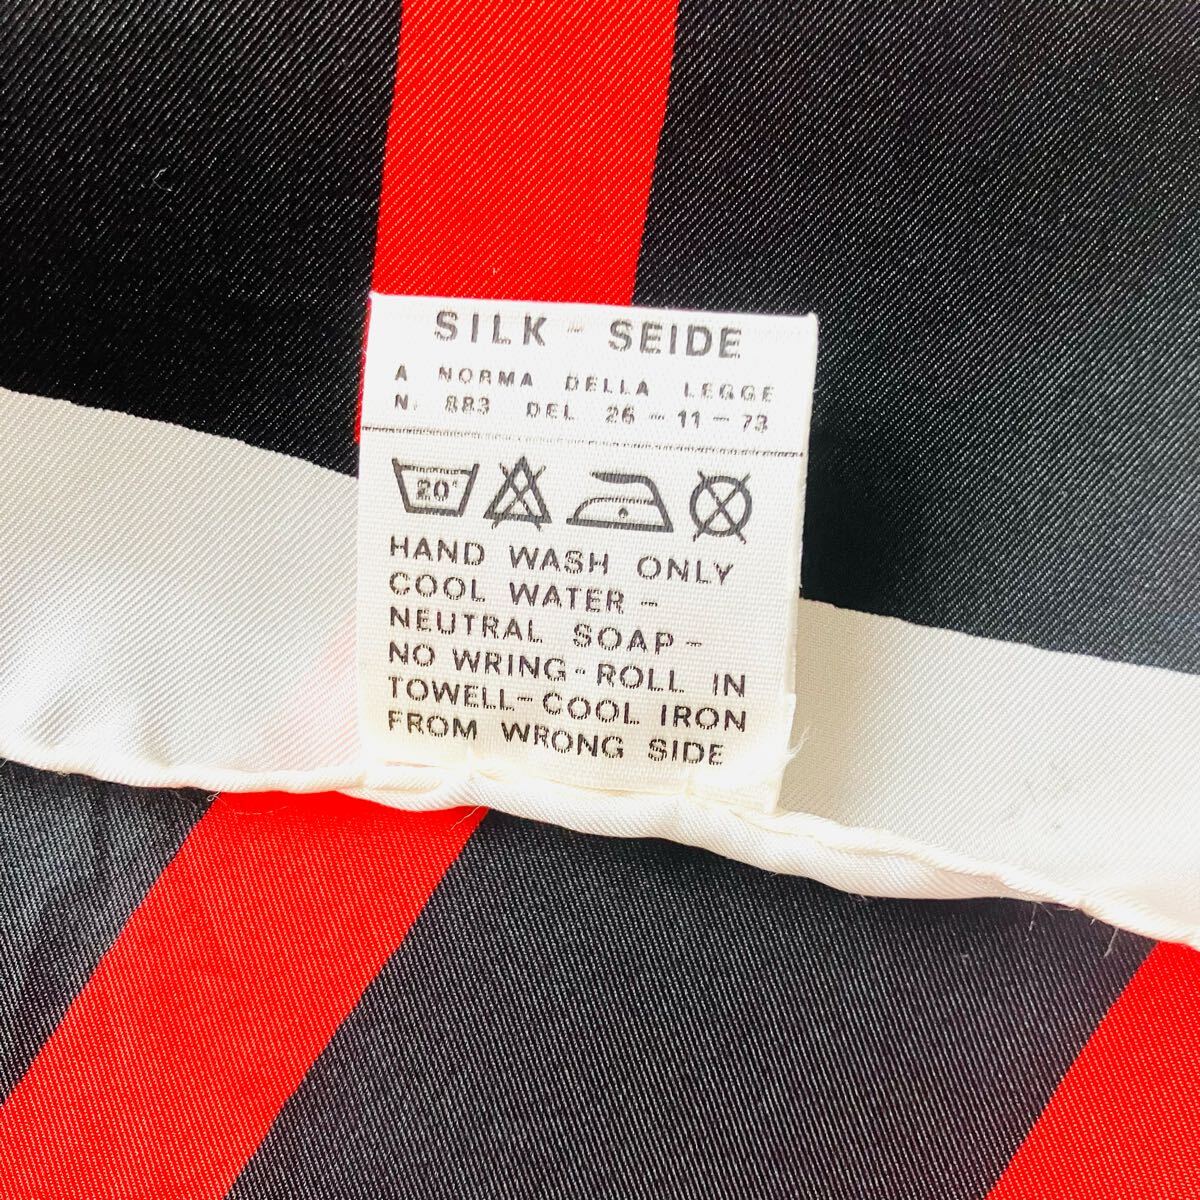 SILK - SEIDE
A NORMA DELLA LEGGE
N. 883 DEL 26-11-73
20°
HAND WASH ONLY
COOL WATER-
NEUTRAL SOAP-
NO WRING-ROLL IN
TOWELL-COOL IRON
FROM WRONG SIDE